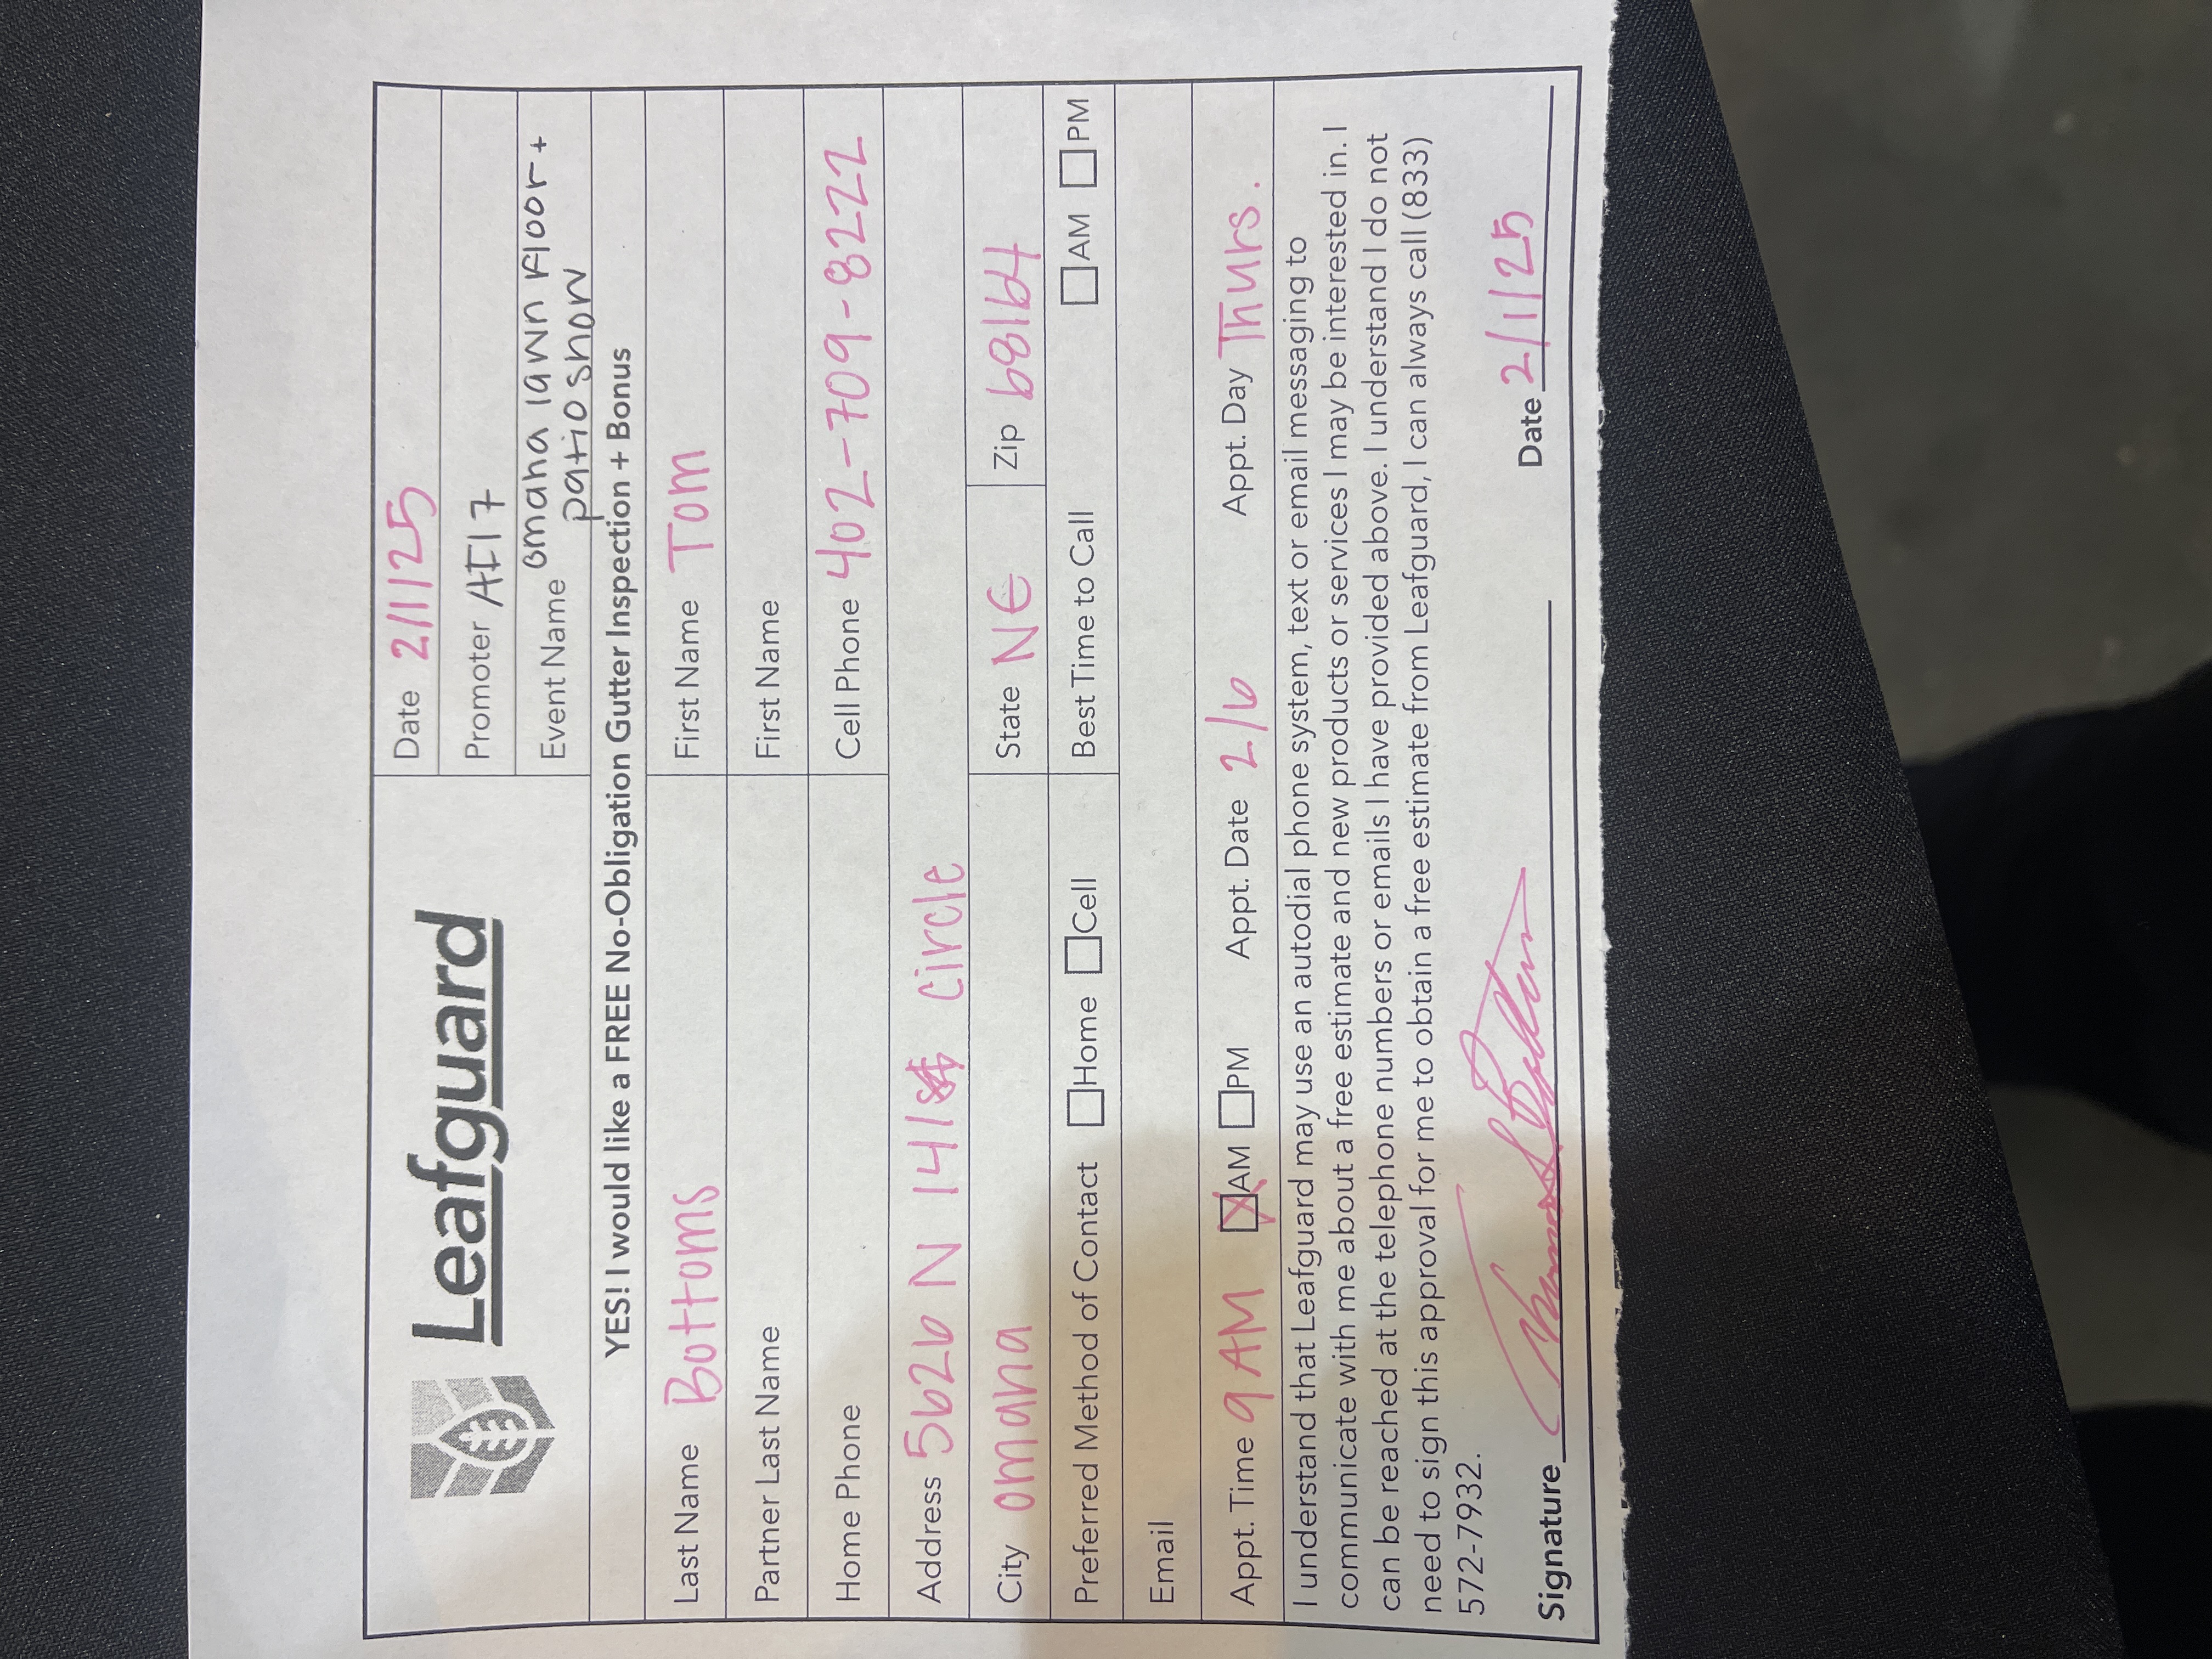 Leafguard
Date 2/1/25
Promoter AI17
Event Name omaha lawn Floor +
patio show
YES! I would like a FREE No-Obligation Gutter Inspection + Bonus
Last Name Bottoms First Name Tom
Partner Last Name First Name
Home Phone Cell Phone 402-709-8222
Address 5626 N 141st circle
City omaha State NE Zip 68164
Preferred Method of Contact Home Cell Best Time to Call AM PM
Email
Appt. Time 9 AM AM PM Appt. Date 2/6 Appt. Day Thurs.
I understand that Leafguard may use an autodial phone system, text or email messaging to
communicate with me about a free estimate and new products or services I may be interested in. I
can be reached at the telephone numbers or emails I have provided above. I understand I do not
need to sign this approval for me to obtain a free estimate from Leafguard, I can always call (833)
572-7932.
Signature Date 2/1/25